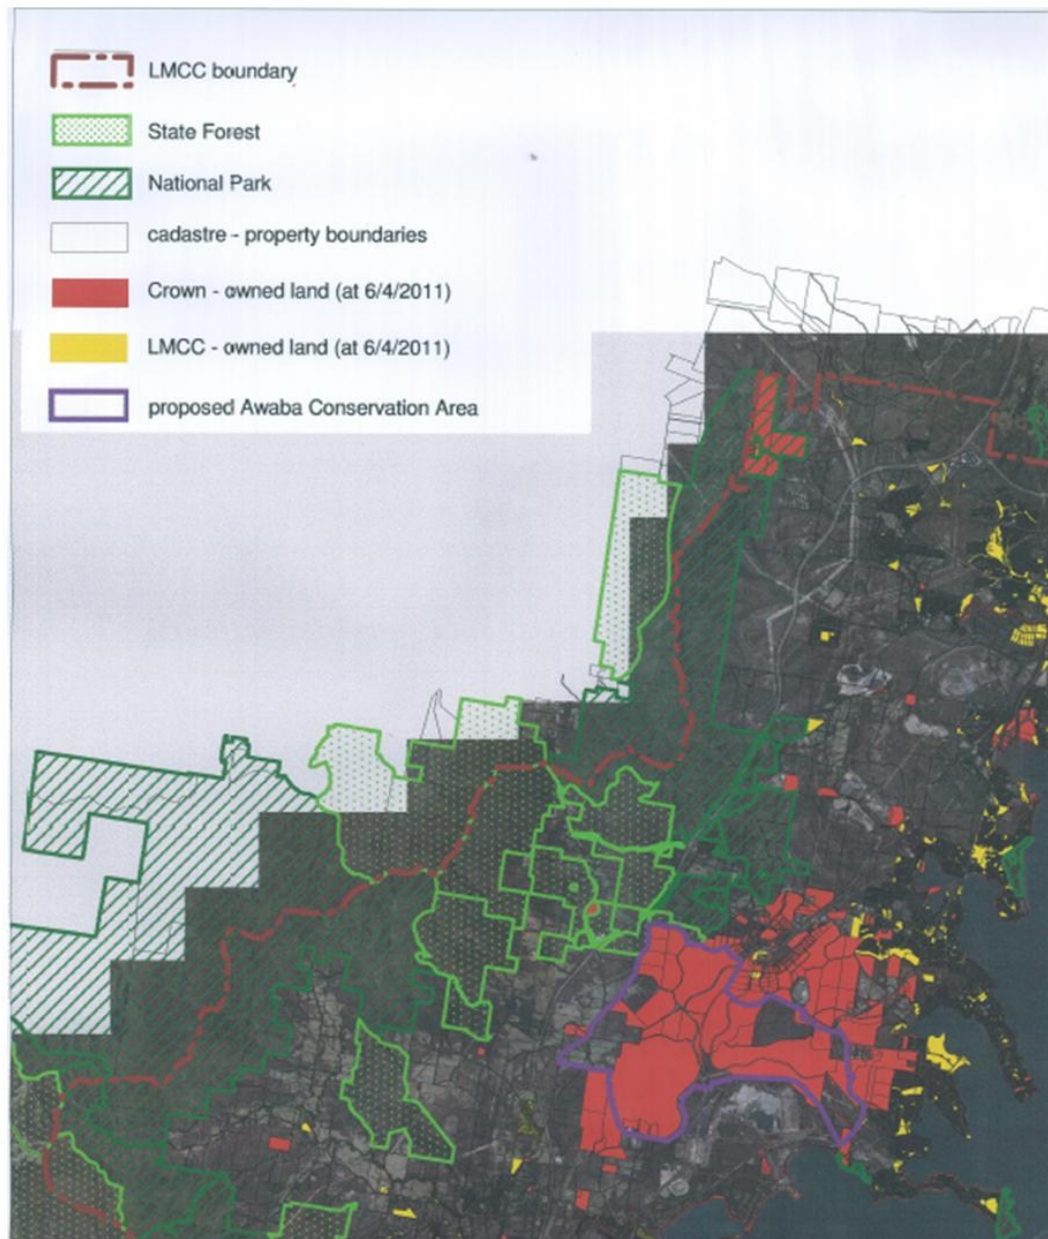 LMCC boundary
State Forest
National Park
cadastre - property boundaries
Crown - owned land (at 6/4/2011)
LMCC - owned land (at 6/4/2011)
proposed Awaba Conservation Area